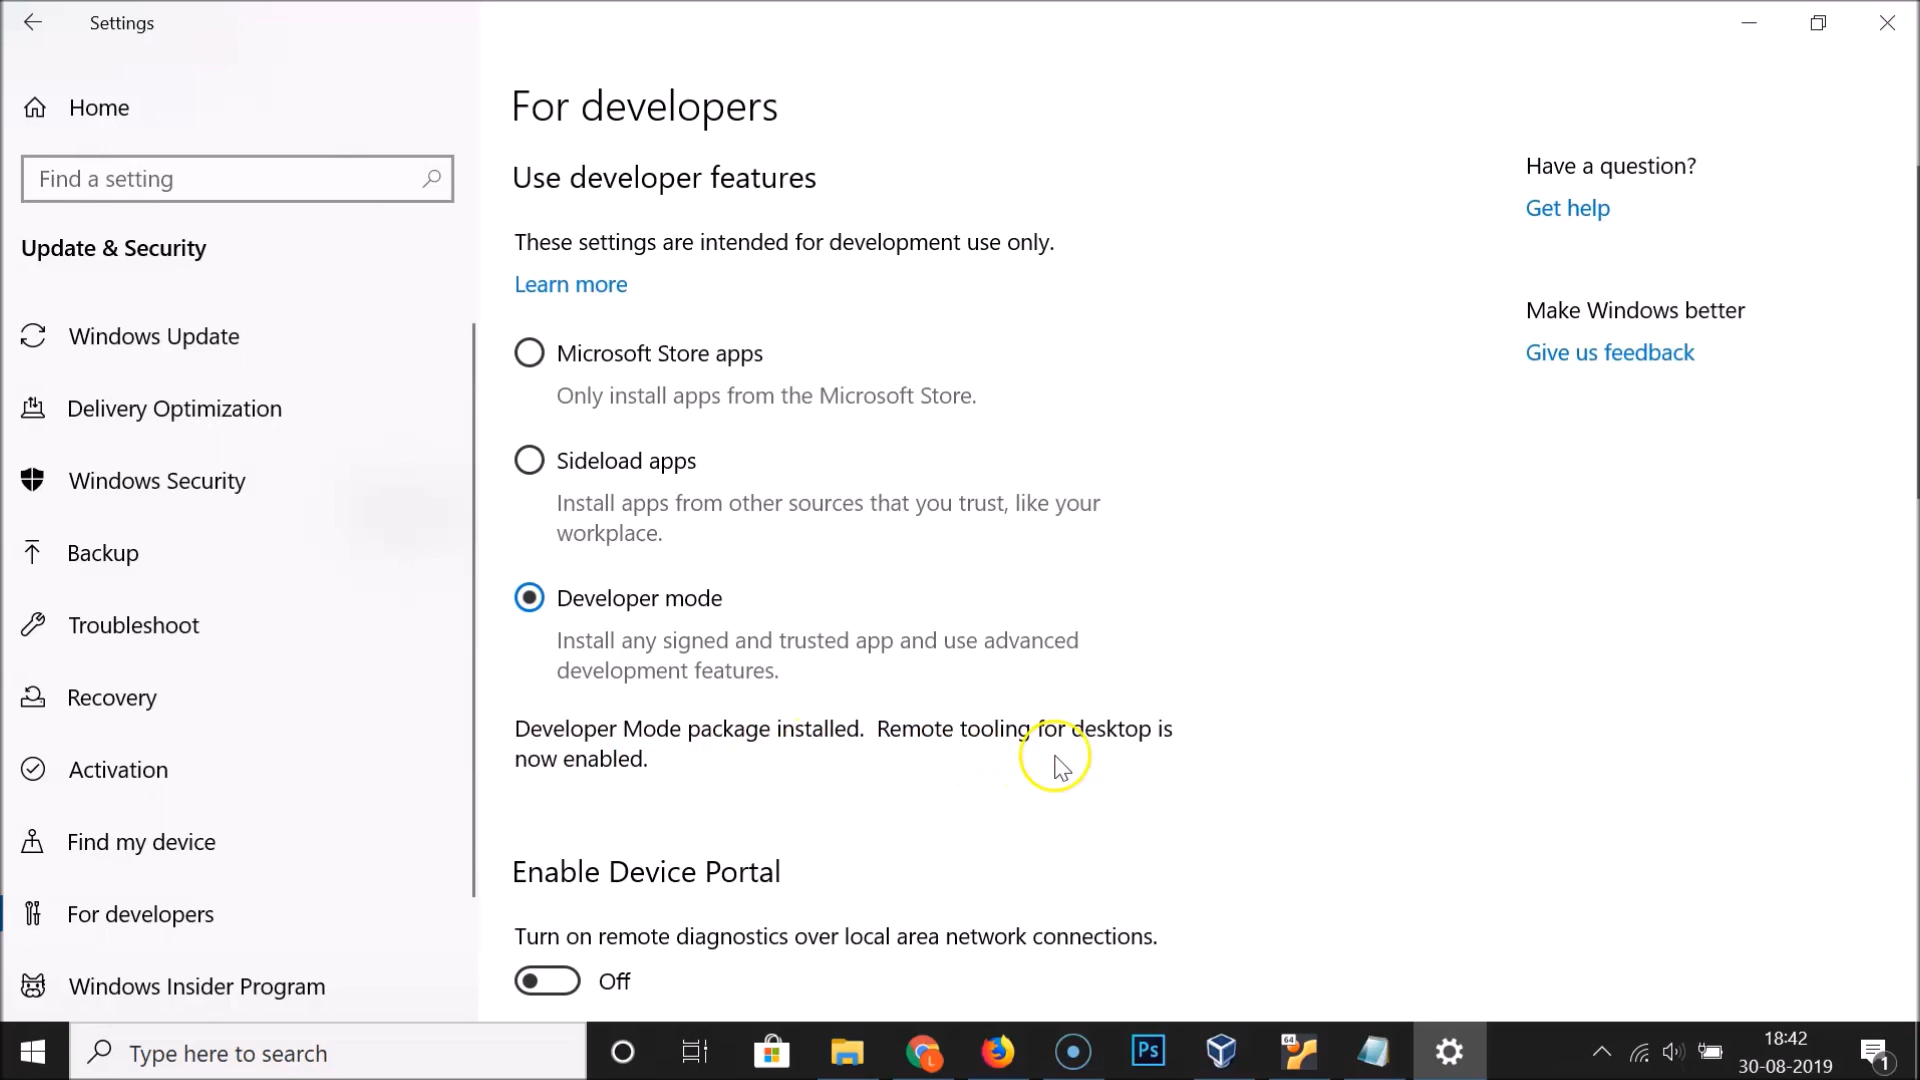 Settings
Home
Find a setting
Update & Security
Windows Update
Delivery Optimization
Windows Security
Backup
Troubleshoot
Recovery
Activation
Find my device
For developers
Windows Insider Program
For developers
Use developer features
These settings are intended for development use only.
Learn more
Microsoft Store apps
Only install apps from the Microsoft Store.
Sideload apps
Install apps from other sources that you trust, like your
workplace.
Developer mode
Install any signed and trusted app and use advanced
development features.
Developer Mode package installed.  Remote tooling for desktop is
now enabled.
Enable Device Portal
Turn on remote diagnostics over local area network connections.
Off
Have a question?
Get help
Make Windows better
Give us feedback
Type here to search
L
Ps
64
18:42
30-08-2019
1